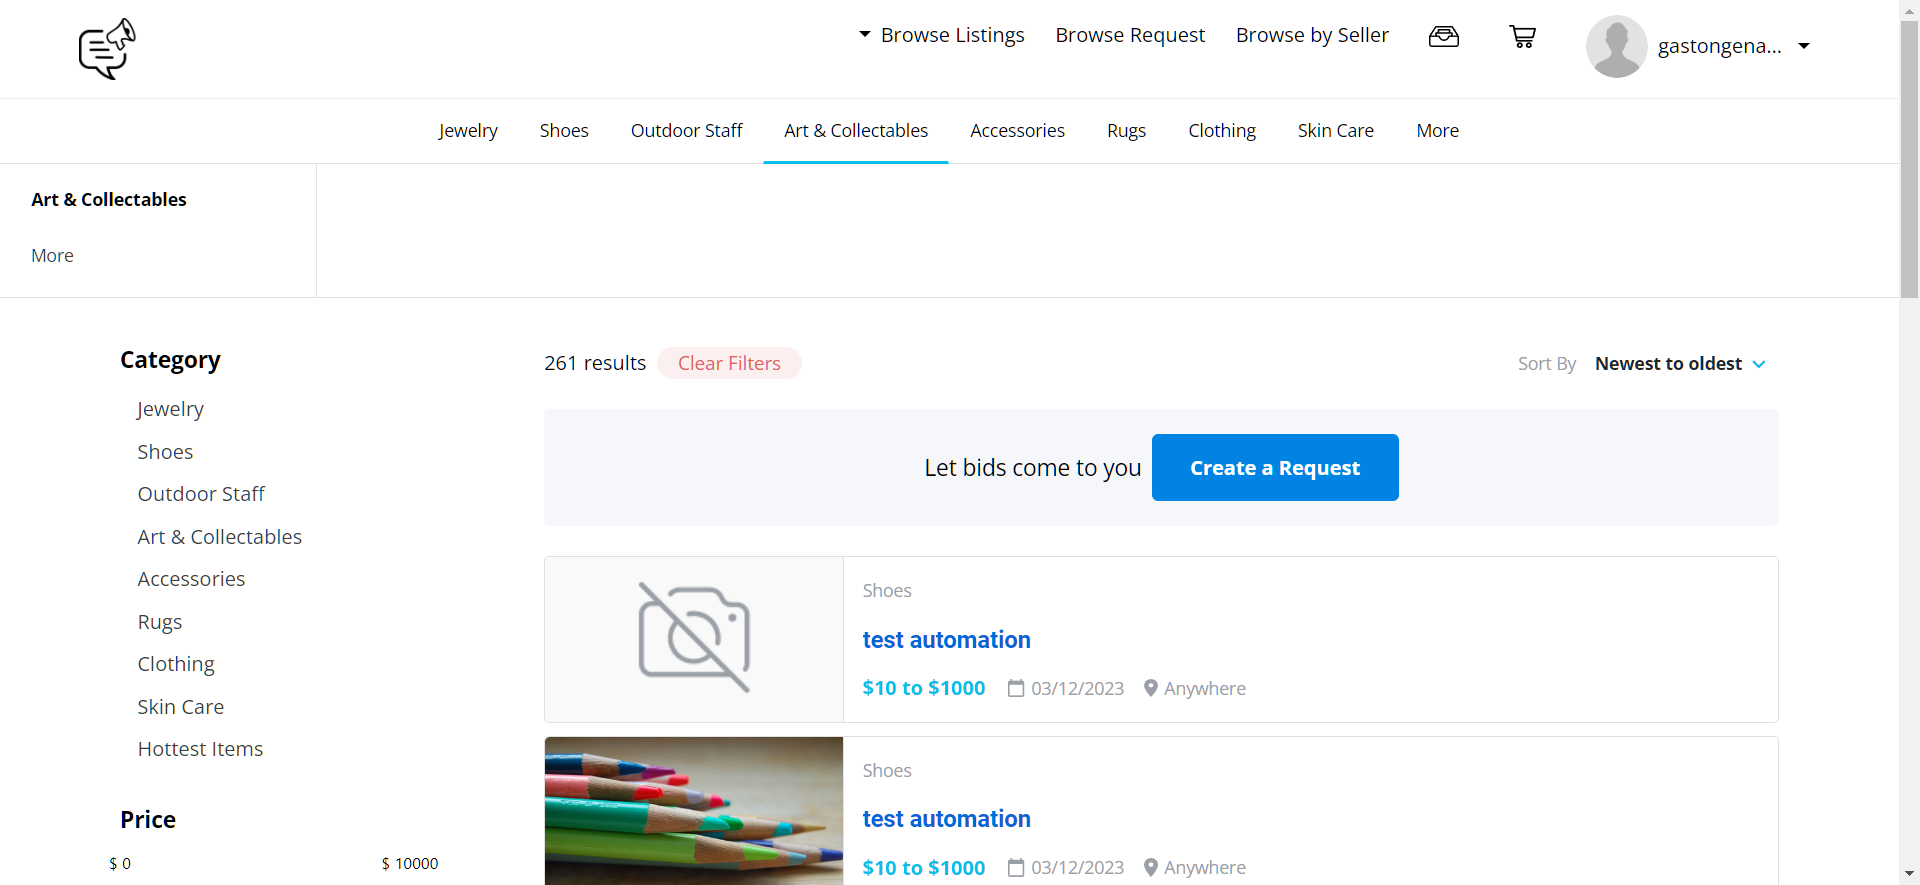 Browse Listings Browse Request Browse by Seller gastongena...
Jewelry Shoes Outdoor Staff Art & Collectables Accessories Rugs Clothing Skin Care More
Art & Collectables
More
Category
Jewelry
Shoes
Outdoor Staff
Art & Collectables
Accessories
Rugs
Clothing
Skin Care
Hottest Items
Price
$ 0 $ 10000
261 results Clear Filters Sort By Newest to oldest
Let bids come to you Create a Request
Shoes
test automation
$10 to $1000 03/12/2023 Anywhere
Shoes
test automation
$10 to $1000 03/12/2023 Anywhere